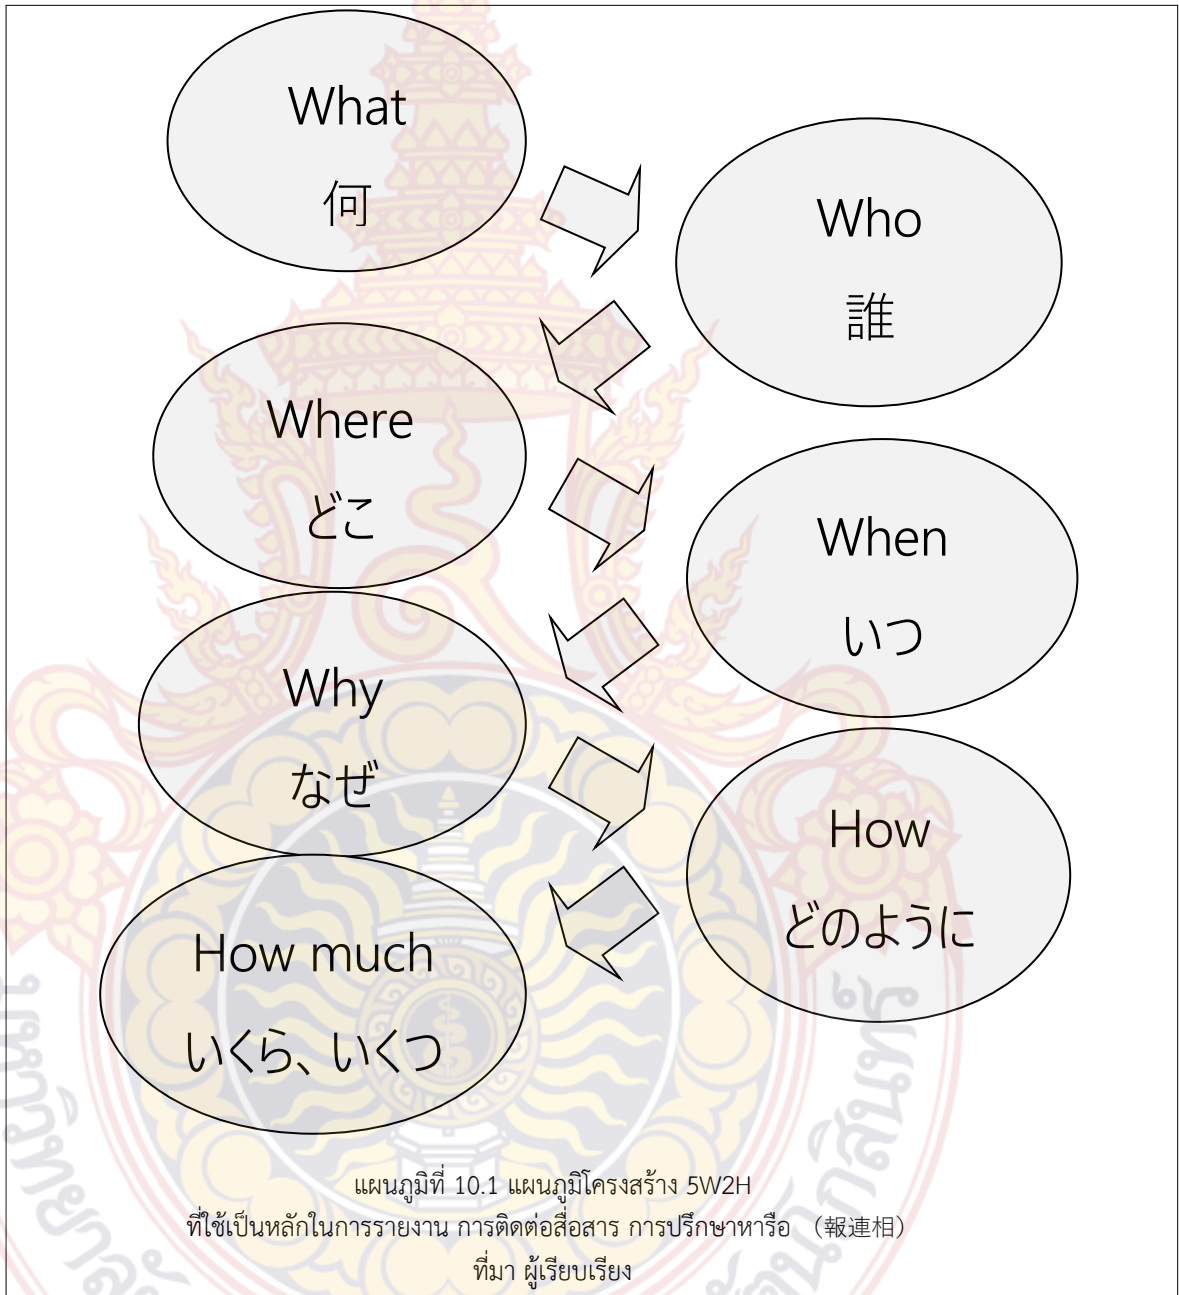 What
何
Who
誰
Where
どこ
When
いつ
Why
なぜ
How
どのように
How much
いくら、いくつ
แผนภูมิที่ 10.1 แผนภูมิโครงสร้าง 5W2H
ที่ใช้เป็นหลักในการรายงาน การติดต่อสื่อสาร การปรึกษาหารือ （報連相）
ที่มา ผู้เรียบเรียง